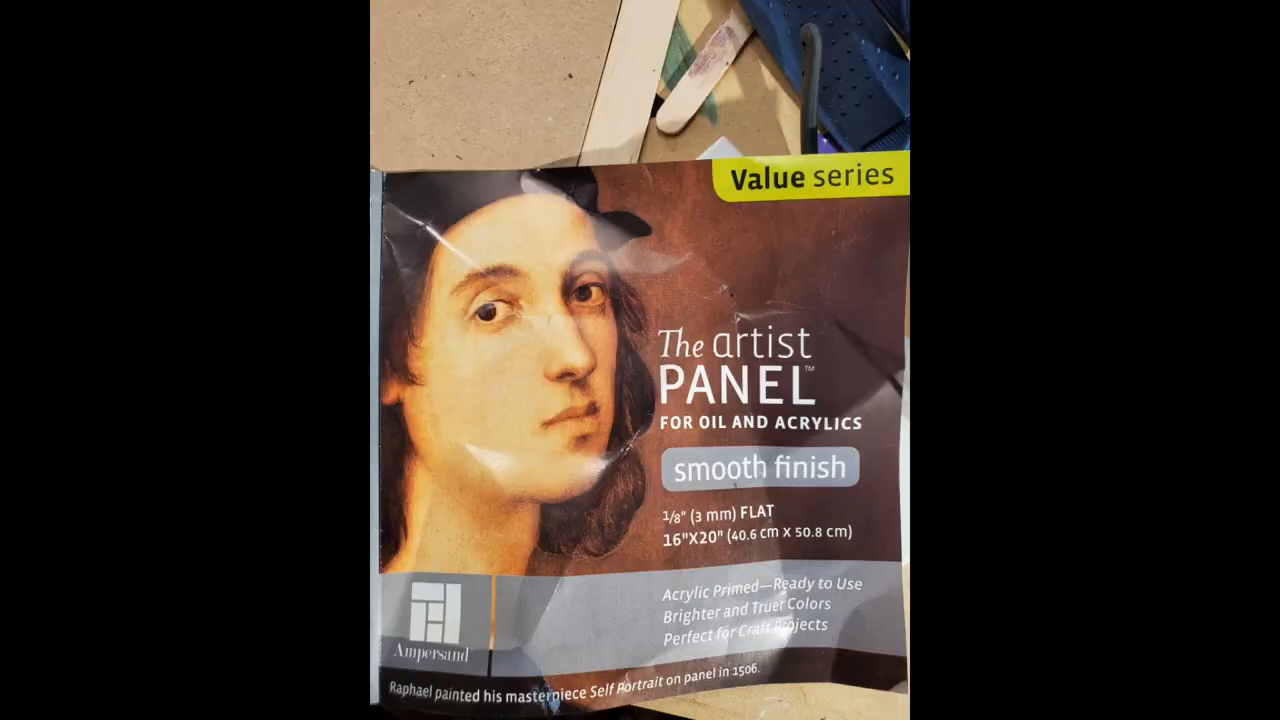 Value series
The artist
PANEL™
FOR OIL AND ACRYLICS
smooth finish
1/8" (3 mm) FLAT
16"X20" (40.6 cm x 50.8 cm)
Acrylic Primed—Ready to Use
Brighter and Truer Colors
Perfect for Craft Projects
Ampersand
Raphael painted his masterpiece Self Portrait on panel in 1506.